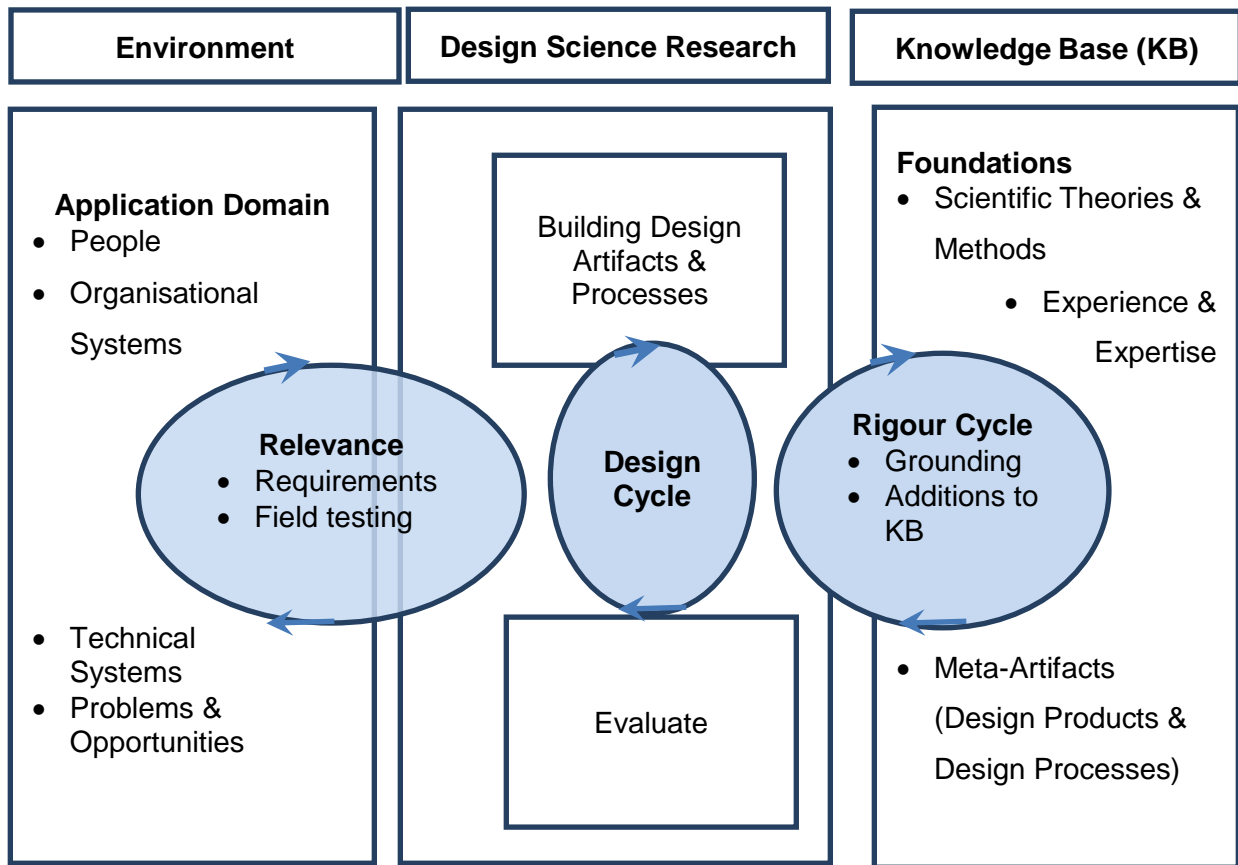 Environment
Design Science Research
Knowledge Base (KB)
Application Domain
• People
• Organisational
Systems
• Technical
Systems
• Problems &
Opportunities
Relevance
• Requirements
• Field testing
Building Design
Artifacts &
Processes
Design
Cycle
Evaluate
Rigour Cycle
• Grounding
• Additions to
KB
Foundations
• Scientific Theories &
Methods
• Experience &
Expertise
• Meta-Artifacts
(Design Products &
Design Processes)